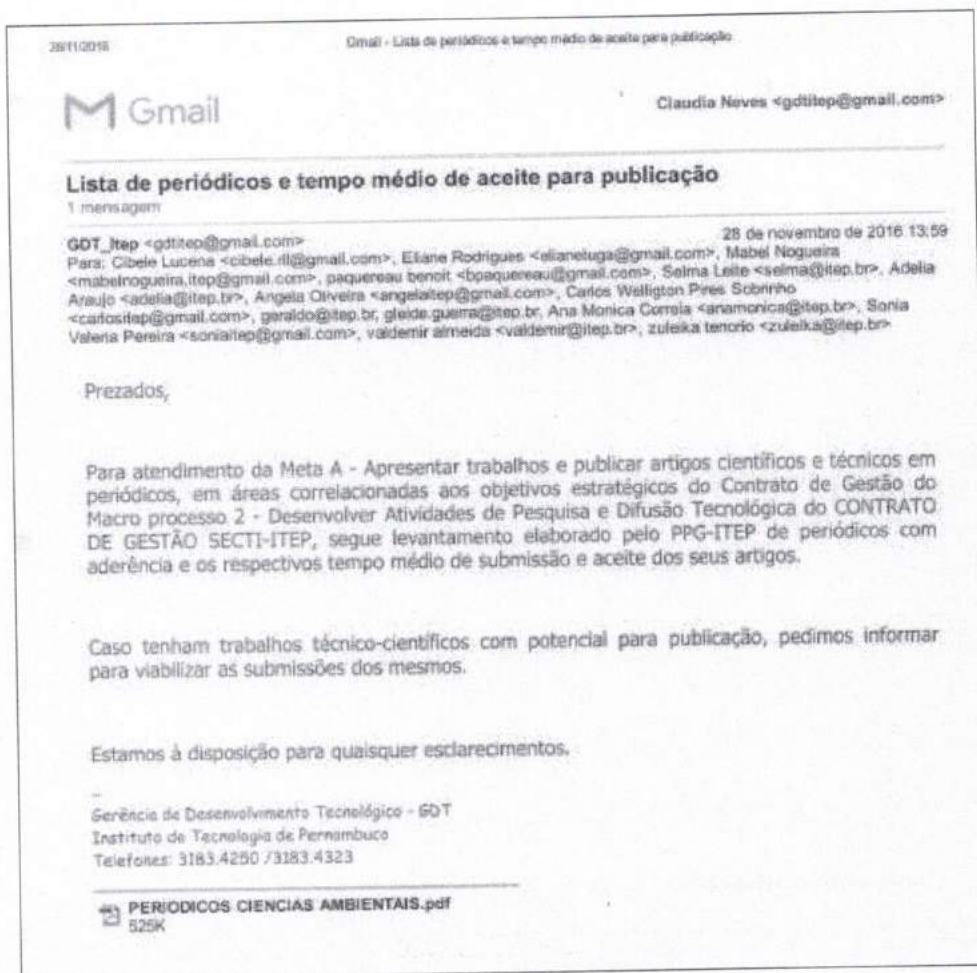 28/11/2016 Gmail - Lista de periódicos e tempo médio de aceite para publicação
Gmail Claudia Neves <gdtitep@gmail.com>
Lista de periódicos e tempo médio de aceite para publicação
1 mensagem
GDT_Itep <gdtitep@gmail.com> 28 de novembro de 2016 13:59
Para: Cibele Lucena <cibele.rll@gmail.com>, Eliane Rodrigues <elianeluga@gmail.com>, Mabel Nogueira
<mabelnogueira.itep@gmail.com>, paquereau benoit <bpaquereau@gmail.com>, Selma Leite <selma@itep.br>, Adelia
Araujo <adelia@itep.br>, Angela Oliveira <angelaitep@gmail.com>, Carlos Welligton Pires Sobrinho
<carlositep@gmail.com>, geraldo@itep.br, gleide.guerra@itep.br, Ana Monica Correia <anamonica@itep.br>, Sonia
Valeria Pereira <soniaitep@gmail.com>, valdemir almeida <valdemir@itep.br>, zuleika tenorio <zuleika@itep.br>
Prezados,
Para atendimento da Meta A - Apresentar trabalhos e publicar artigos científicos e técnicos em
periódicos, em áreas correlacionadas aos objetivos estratégicos do Contrato de Gestão do
Macro processo 2 - Desenvolver Atividades de Pesquisa e Difusão Tecnológica do CONTRATO
DE GESTÃO SECTI-ITEP, segue levantamento elaborado pelo PPG-ITEP de periódicos com
aderência e os respectivos tempo médio de submissão e aceite dos seus artigos.
Caso tenham trabalhos técnico-científicos com potencial para publicação, pedimos informar
para viabilizar as submissões dos mesmos.
Estamos à disposição para quaisquer esclarecimentos.
--
Gerência de Desenvolvimento Tecnológico - GDT
Instituto de Tecnologia de Pernambuco
Telefones: 3183.4250 /3183.4323
PERIODICOS CIENCIAS AMBIENTAIS.pdf
525K